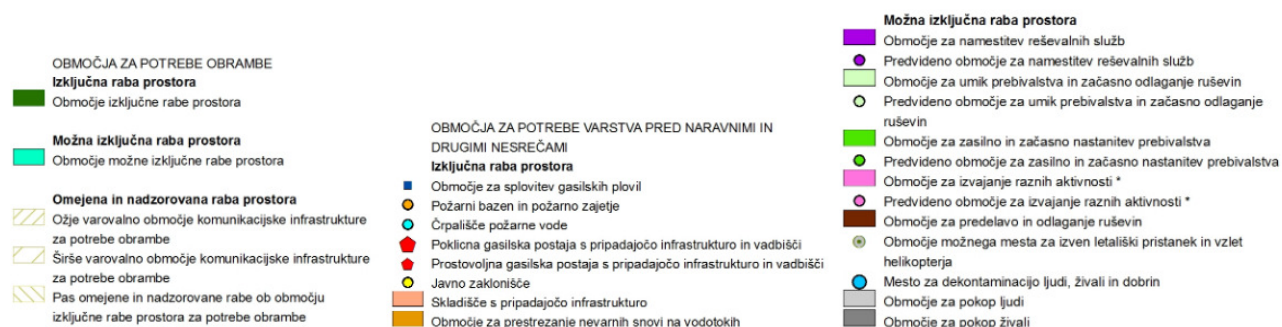 OBMOČJA ZA POTREBE OBRAMBE
Izključna raba prostora
Območje izključne rabe prostora
Možna izključna raba prostora
Območje možne izključne rabe prostora
Omejena in nadzorovana raba prostora
Ožje varovalno območje komunikacijske infrastrukture
za potrebe obrambe
Širše varovalno območje komunikacijske infrastrukture
za potrebe obrambe
Pas omejene in nadzorovane rabe ob območju
izključne rabe prostora za potrebe obrambe
OBMOČJA ZA POTREBE VARSTVA PRED NARAVNIMI IN
DRUGIMI NESREČAMI
Izključna raba prostora
Območje za splovitev gasilskih plovil
Požarni bazen in požarno zajetje
Črpališče požarne vode
Poklicna gasilska postaja s pripadajočo infrastrukturo in vadbišči
Prostovoljna gasilska postaja s pripadajočo infrastrukturo in vadbišči
Javno zaklonišče
Skladišče s pripadajočo infrastrukturo
Območje za prestrezanje nevarnih snovi na vodotokih
Možna izključna raba prostora
Območje za namestitev reševalnih služb
Predvideno območje za namestitev reševalnih služb
Območje za umik prebivalstva in začasno odlaganje ruševin
Predvideno območje za umik prebivalstva in začasno odlaganje
ruševin
Območje za zasilno in začasno nastanitev prebivalstva
Predvideno območje za zasilno in začasno nastanitev prebivalstva
Območje za izvajanje raznih aktivnosti *
Predvideno območje za izvajanje raznih aktivnosti *
Območje za predelavo in odlaganje ruševin
Območje možnega mesta za izven letališki pristanek in vzlet
helikopterja
Mesto za dekontaminacijo ljudi, živali in dobrin
Območje za pokop ljudi
Območje za pokop živali